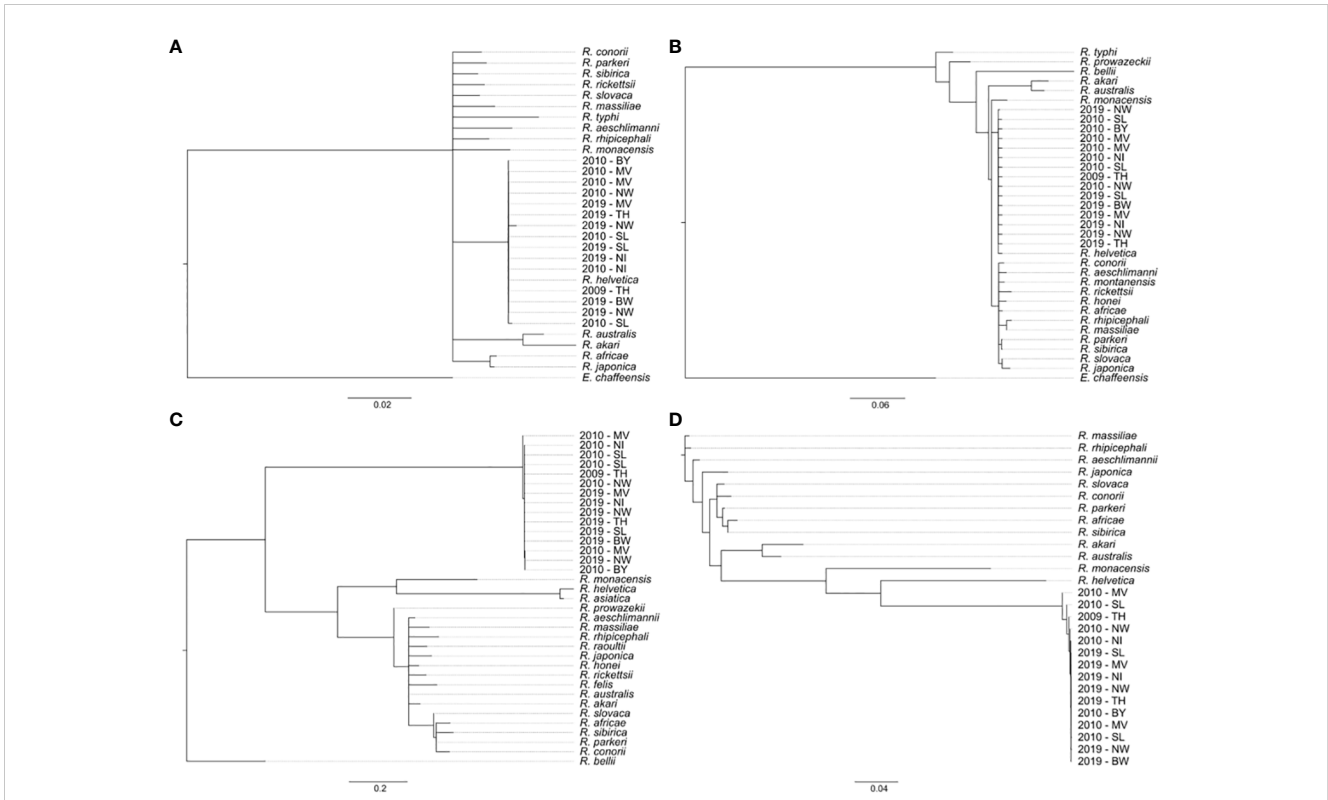 A
R. conorii
R. parkeri
R. sibirica
R. rickettsii
R. slovaca
R. massiliae
R. typhi
R. aeschlimanni
R. rhipicephali
R. monacensis
2010 - BY
2010 - MV
2010 - MV
2010 - NW
2019 - MV
2019 - TH
2019 - NW
2010 - SL
2019 - SL
2019 - NI
2010 - NI
R. helvetica
2009 - TH
2019 - BW
2019 - NW
2010 - SL
R. australis
R. akari
R. africae
R. japonica
E. chaffeensis
0.02
B
R. typhi
R. prowazeckii
R. bellii
R. akari
R. australis
R. monacensis
2019 - NW
2010 - SL
2010 - BY
2010 - MV
2010 - MV
2010 - NI
2010 - SL
2009 - TH
2010 - NW
2019 - SL
2019 - BW
2019 - MV
2019 - NI
2019 - NW
2019 - TH
R. helvetica
R. conorii
R. aeschlimanni
R. montanensis
R. rickettsii
R. honei
R. africae
R. rhipicephali
R. massiliae
R. parkeri
R. sibirica
R. slovaca
R. japonica
E. chaffeensis
0.06
C
2010 - MV
2010 - NI
2010 - SL
2010 - SL
2009 - TH
2010 - NW
2019 - MV
2019 - NI
2019 - NW
2019 - TH
2019 - SL
2019 - BW
2010 - MV
2019 - NW
2010 - BY
R. monacensis
R. helvetica
R. asiatica
R. prowazekii
R. aeschlimannii
R. massiliae
R. rhipicephali
R. raoultii
R. japonica
R. honei
R. rickettsii
R. felis
R. australis
R. akari
R. slovaca
R. africae
R. sibirica
R. parkeri
R. conorii
R. bellii
0.2
D
R. massiliae
R. rhipicephali
R. aeschlimannii
R. japonica
R. slovaca
R. conorii
R. parkeri
R. africae
R. sibirica
R. akari
R. australis
R. monacensis
R. helvetica
2010 - MV
2010 - SL
2009 - TH
2010 - NW
2010 - NI
2019 - SL
2019 - MV
2019 - NI
2019 - NW
2019 - TH
2010 - BY
2010 - MV
2010 - SL
2019 - NW
2019 - BW
0.04